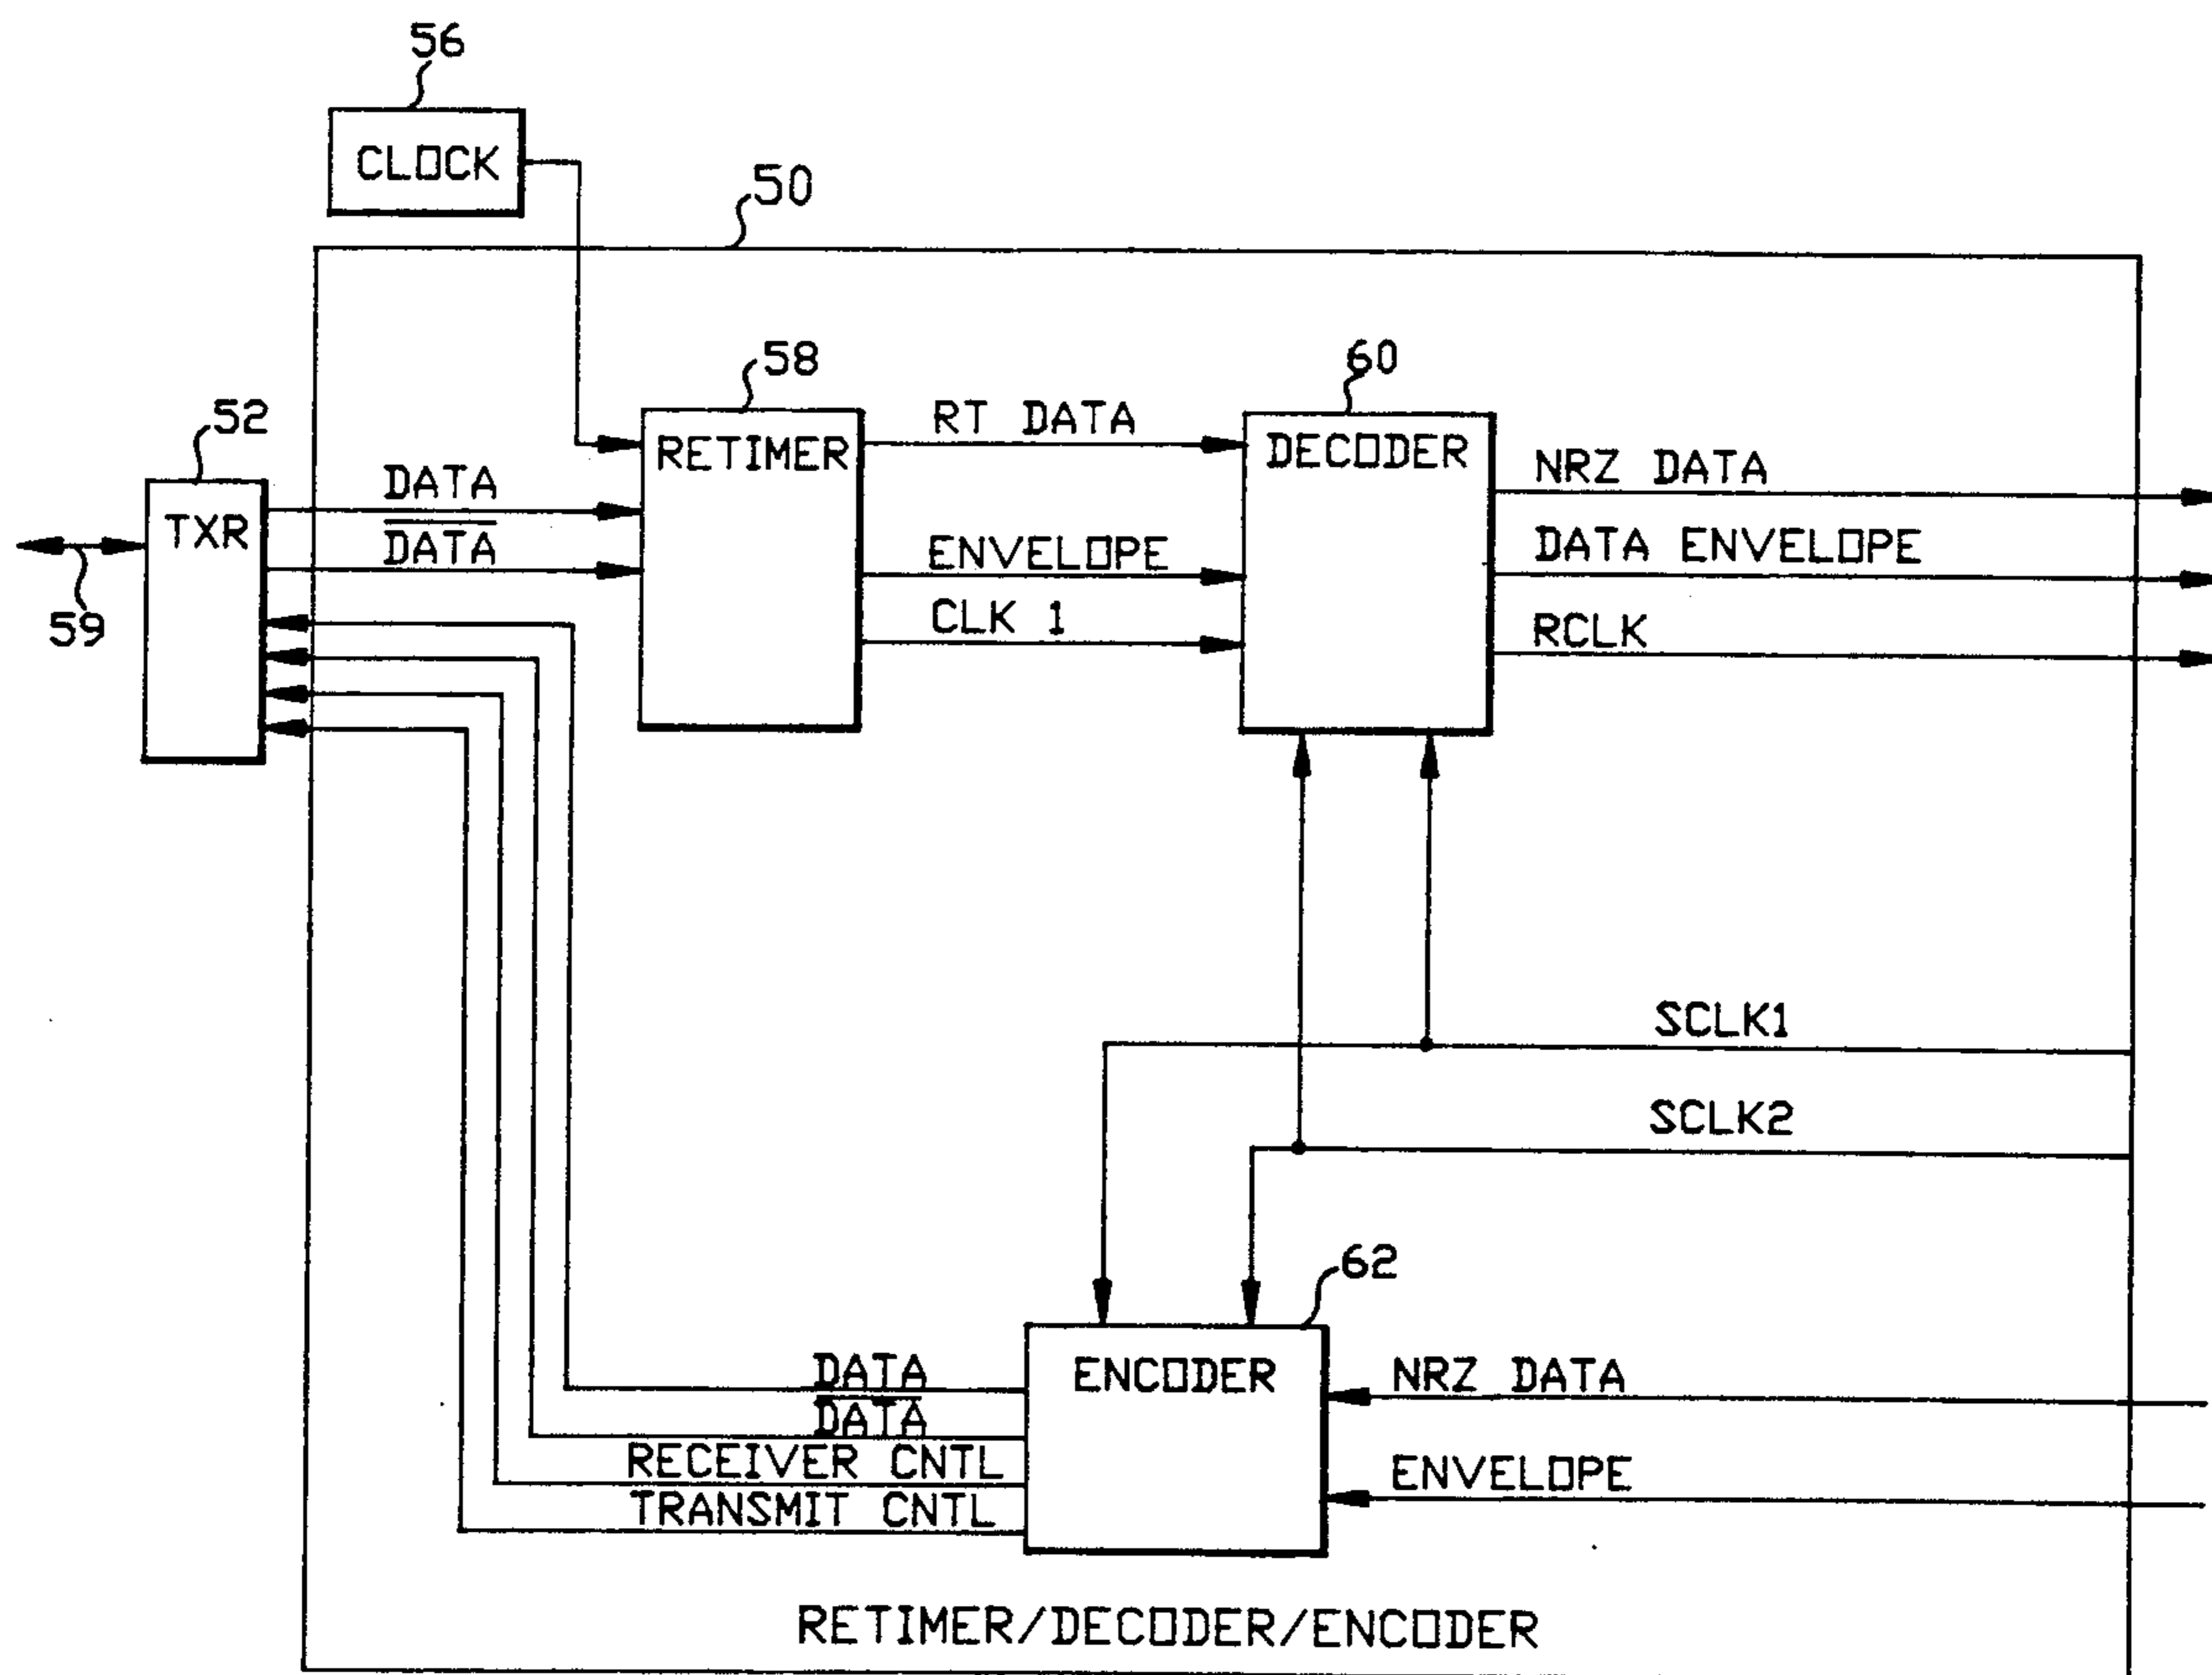 56
CLOCK
50
58
60
52
RETIMER
RT DATA
DECODER
NRZ DATA
DATA
TXR
DATA
ENVELOPE
DATA ENVELOPE
59
CLK 1
RCLK
SCLK1
SCLK2
62
DATA
ENCODER
NRZ DATA
DATA
RECEIVER CNTL
ENVELOPE
TRANSMIT CNTL
RETIMER/DECODER/ENCODER